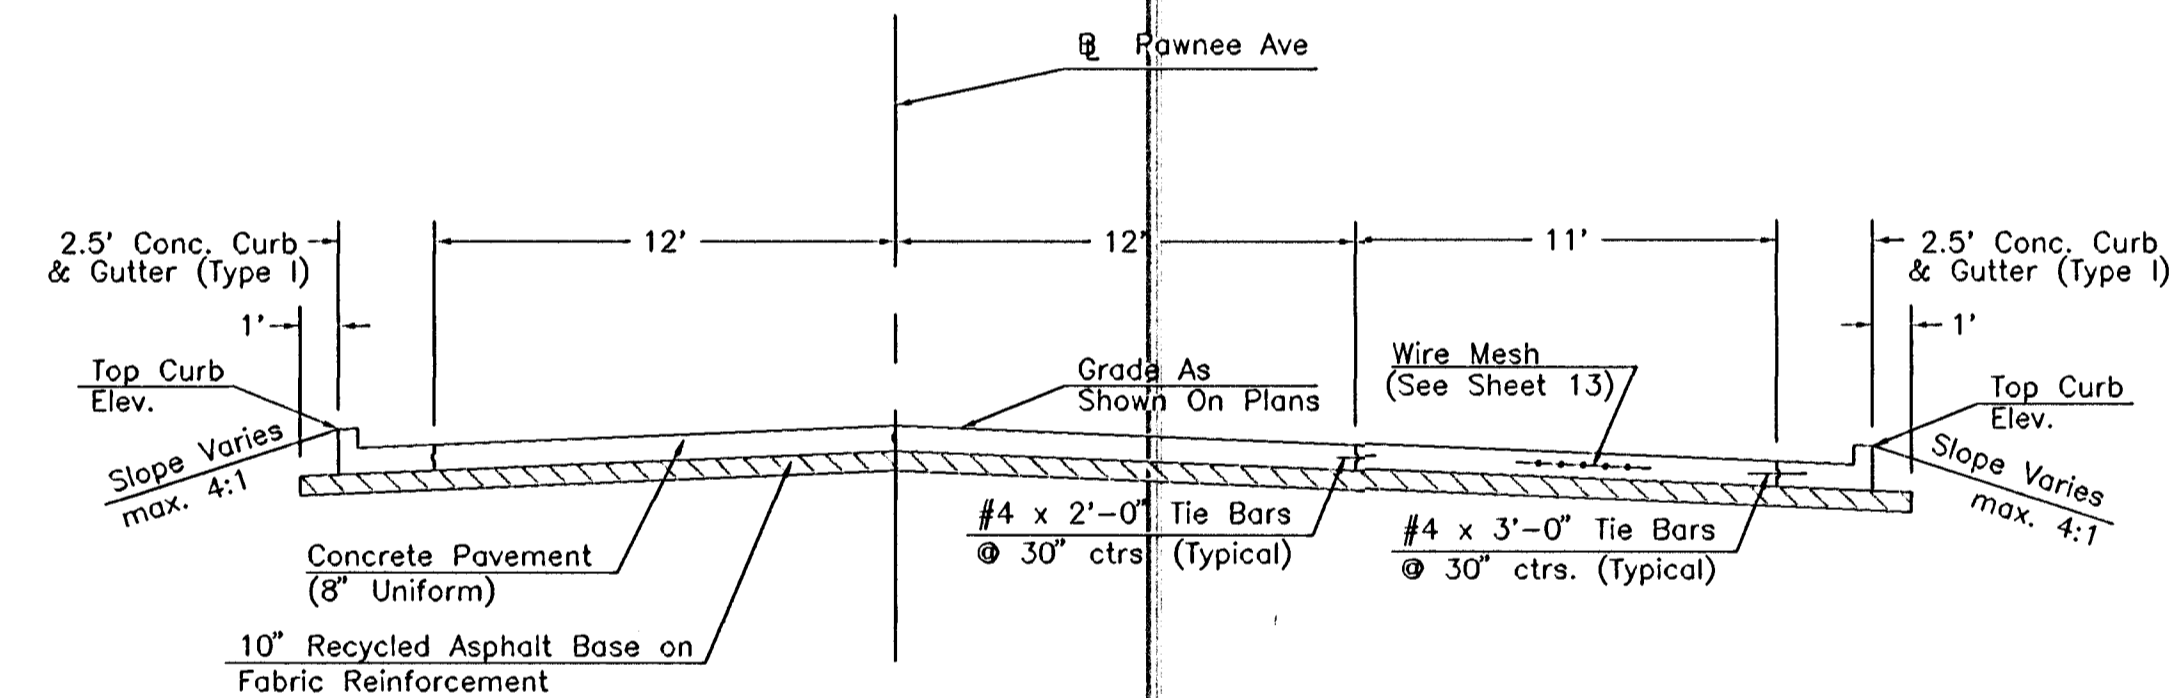 ℄ Pawnee Ave
2.5' Conc. Curb
& Gutter (Type I)
12'
12'
11'
2.5' Conc. Curb
& Gutter (Type I)
1'
1'
Top Curb
Elev.
Grade As
Shown On Plans
Wire Mesh
(See Sheet 13)
Top Curb
Elev.
Slope Varies
max. 4:1
Slope Varies
max. 4:1
#4 x 2'-0" Tie Bars
@ 30" ctrs (Typical)
#4 x 3'-0" Tie Bars
@ 30" ctrs. (Typical)
Concrete Pavement
(8" Uniform)
10" Recycled Asphalt Base on
Fabric Reinforcement